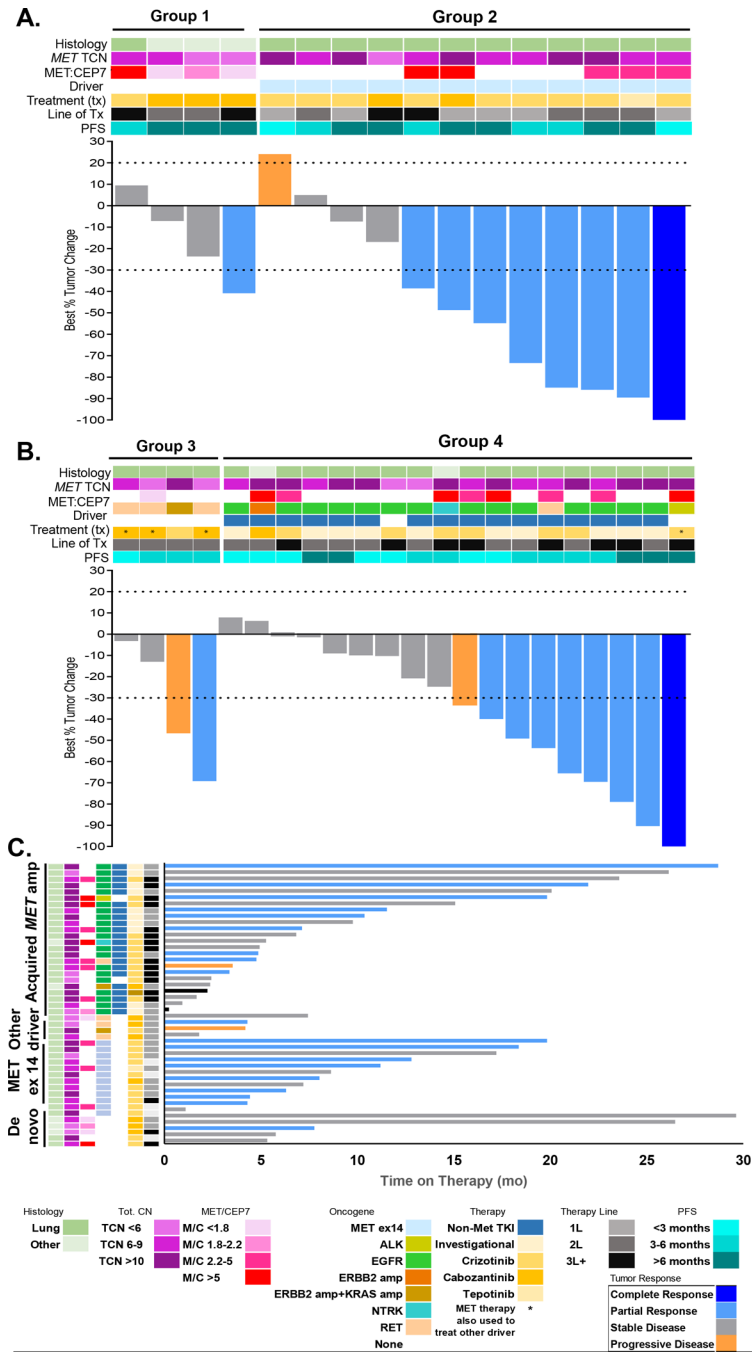 A.
Group 1 Group 2
Histology
MET TCN
MET:CEP7
Driver
Treatment (tx)
Line of Tx
PFS
30
20
10
0
-10
-20
-30
-40
-50
-60
-70
-80
-90
-100
Best % Tumor Change
B.
Group 3 Group 4
Histology
MET TCN
MET:CEP7
Driver
Treatment (tx)
* * * *
Line of Tx
PFS
30
20
10
0
-10
-20
-30
-40
-50
-60
-70
-80
-90
-100
Best % Tumor Change
C.
Acquired MET amp
Other
driver
MET
ex 14
De
novo
0 5 10 15 20 25 30
Time on Therapy (mo)
Histology Tot. CN MET/CEP7 Oncogene Therapy Therapy Line PFS
Lung TCN <6 M/C <1.8 MET ex14 Non-Met TKI 1L <3 months
Other TCN 6-9 M/C 1.8-2.2 ALK Investigational 2L 3-6 months
TCN >10 M/C 2.2-5 EGFR Crizotinib 3L+ >6 months
M/C >5 ERBB2 amp Cabozantinib Tumor Response
ERBB2 amp+KRAS amp Tepotinib Complete Response
NTRK MET therapy * Partial Response
RET also used to Stable Disease
None treat other driver Progressive Disease